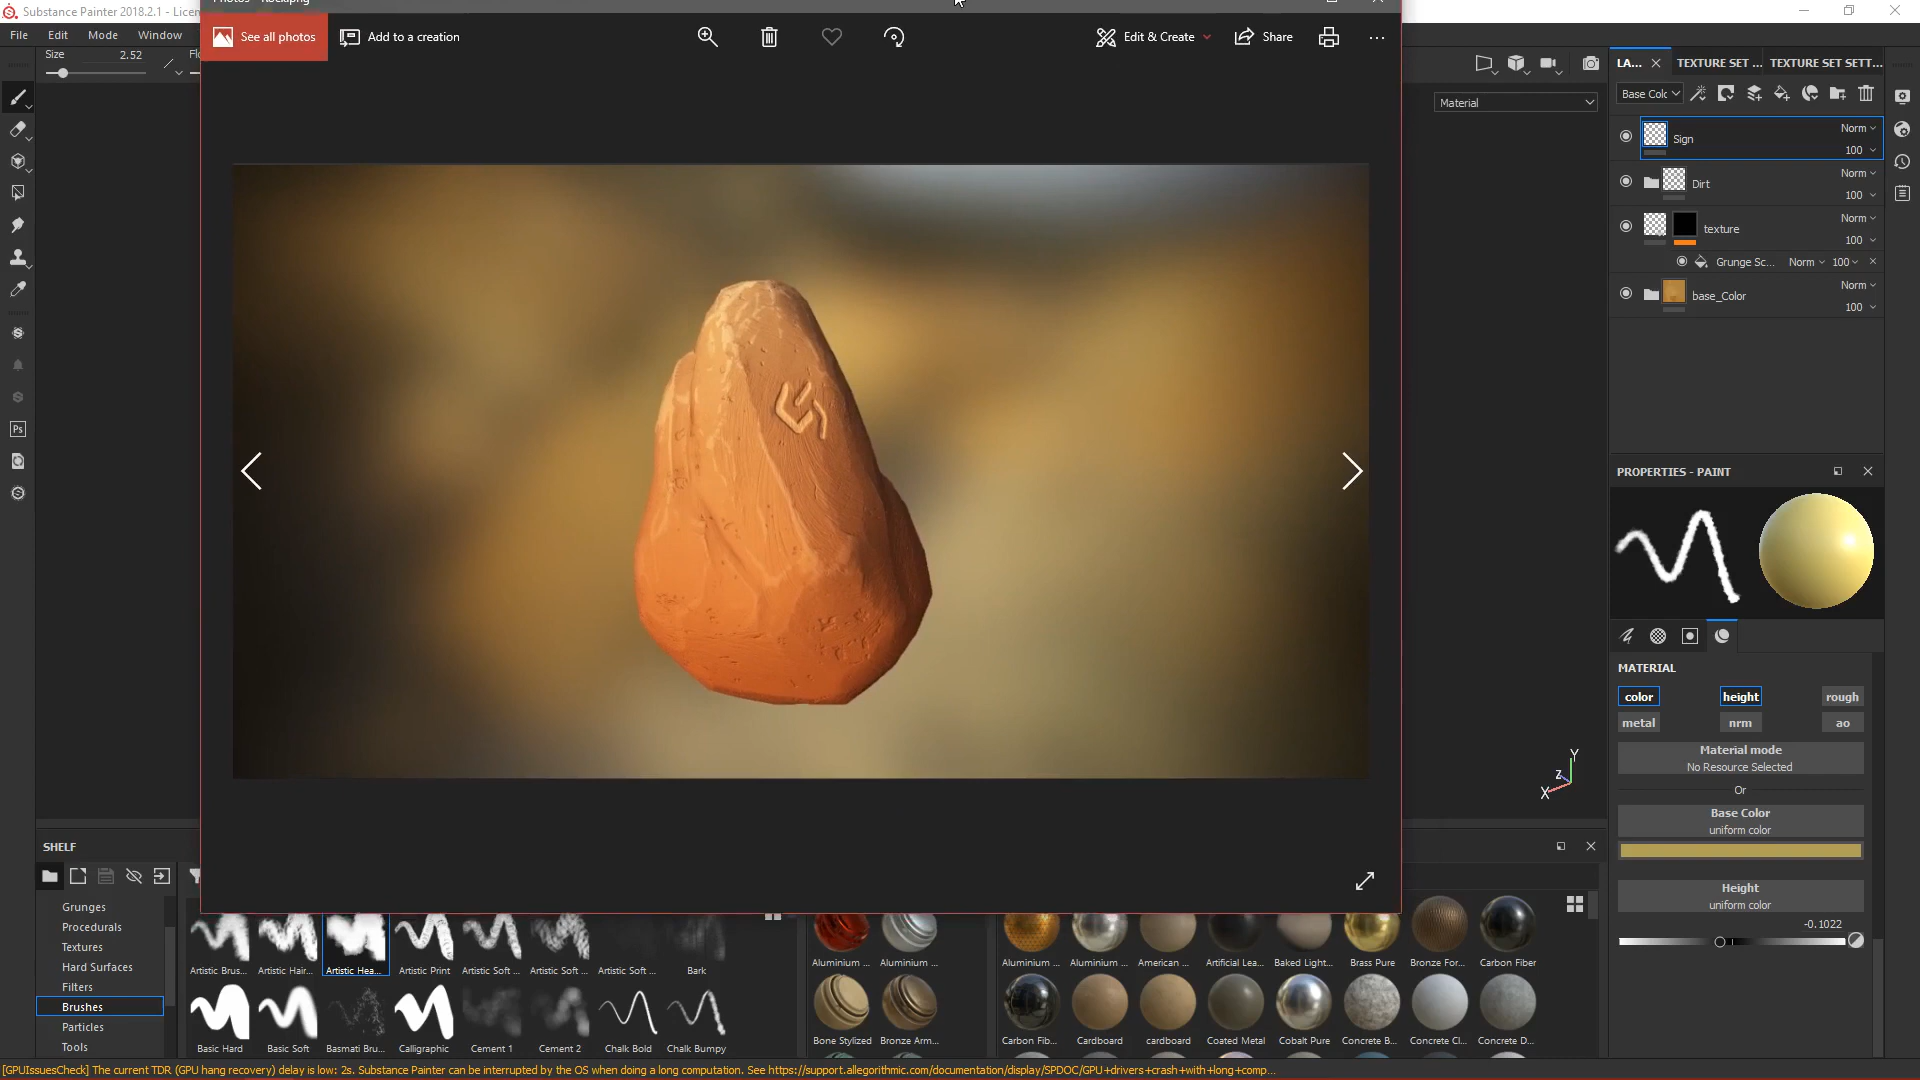 Substance Painter 2018.2.1 - Licen
File Edit Mode Window
Size 2.52 Flo
See all photos
Add to a creation
Edit & Create
Share
Material
LA... TEXTURE SET ... TEXTURE SET SETT...
Base Colc
Norm
Sign
100
Norm
Dirt
100
Norm
texture
100
Grunge Sc... Norm 100
Norm
base_Color
100
PROPERTIES - PAINT
MATERIAL
color height rough
metal nrm ao
Material mode
No Resource Selected
Or
Base Color
uniform color
Height
uniform color
-0.1022
Y
Z
X
Ps
SHELF
Grunges
Procedurals
Textures
Hard Surfaces
Filters
Brushes
Particles
Tools
Artistic Brus... Artistic Hair... Artistic Hea... Artistic Print Artistic Soft ... Artistic Soft ... Artistic Soft ... Bark
Basic Hard Basic Soft Basmati Bru... Calligraphic Cement 1 Cement 2 Chalk Bold Chalk Bumpy
Aluminium ... Aluminium ...
Bone Stylized Bronze Arm...
Aluminium ... Aluminium ... American ... Artificial Lea... Baked Light... Brass Pure Bronze For... Carbon Fiber
Carbon Fib... Cardboard cardboard Coated Metal Cobalt Pure Concrete B... Concrete Cl... Concrete D...
[GPUIssuesCheck] The current TDR (GPU hang recovery) delay is low: 2s. Substance Painter can be interrupted by the OS when doing a long computation. See https://support.allegorithmic.com/documentation/display/SPDOC/GPU+drivers+crash+with+long+comp...